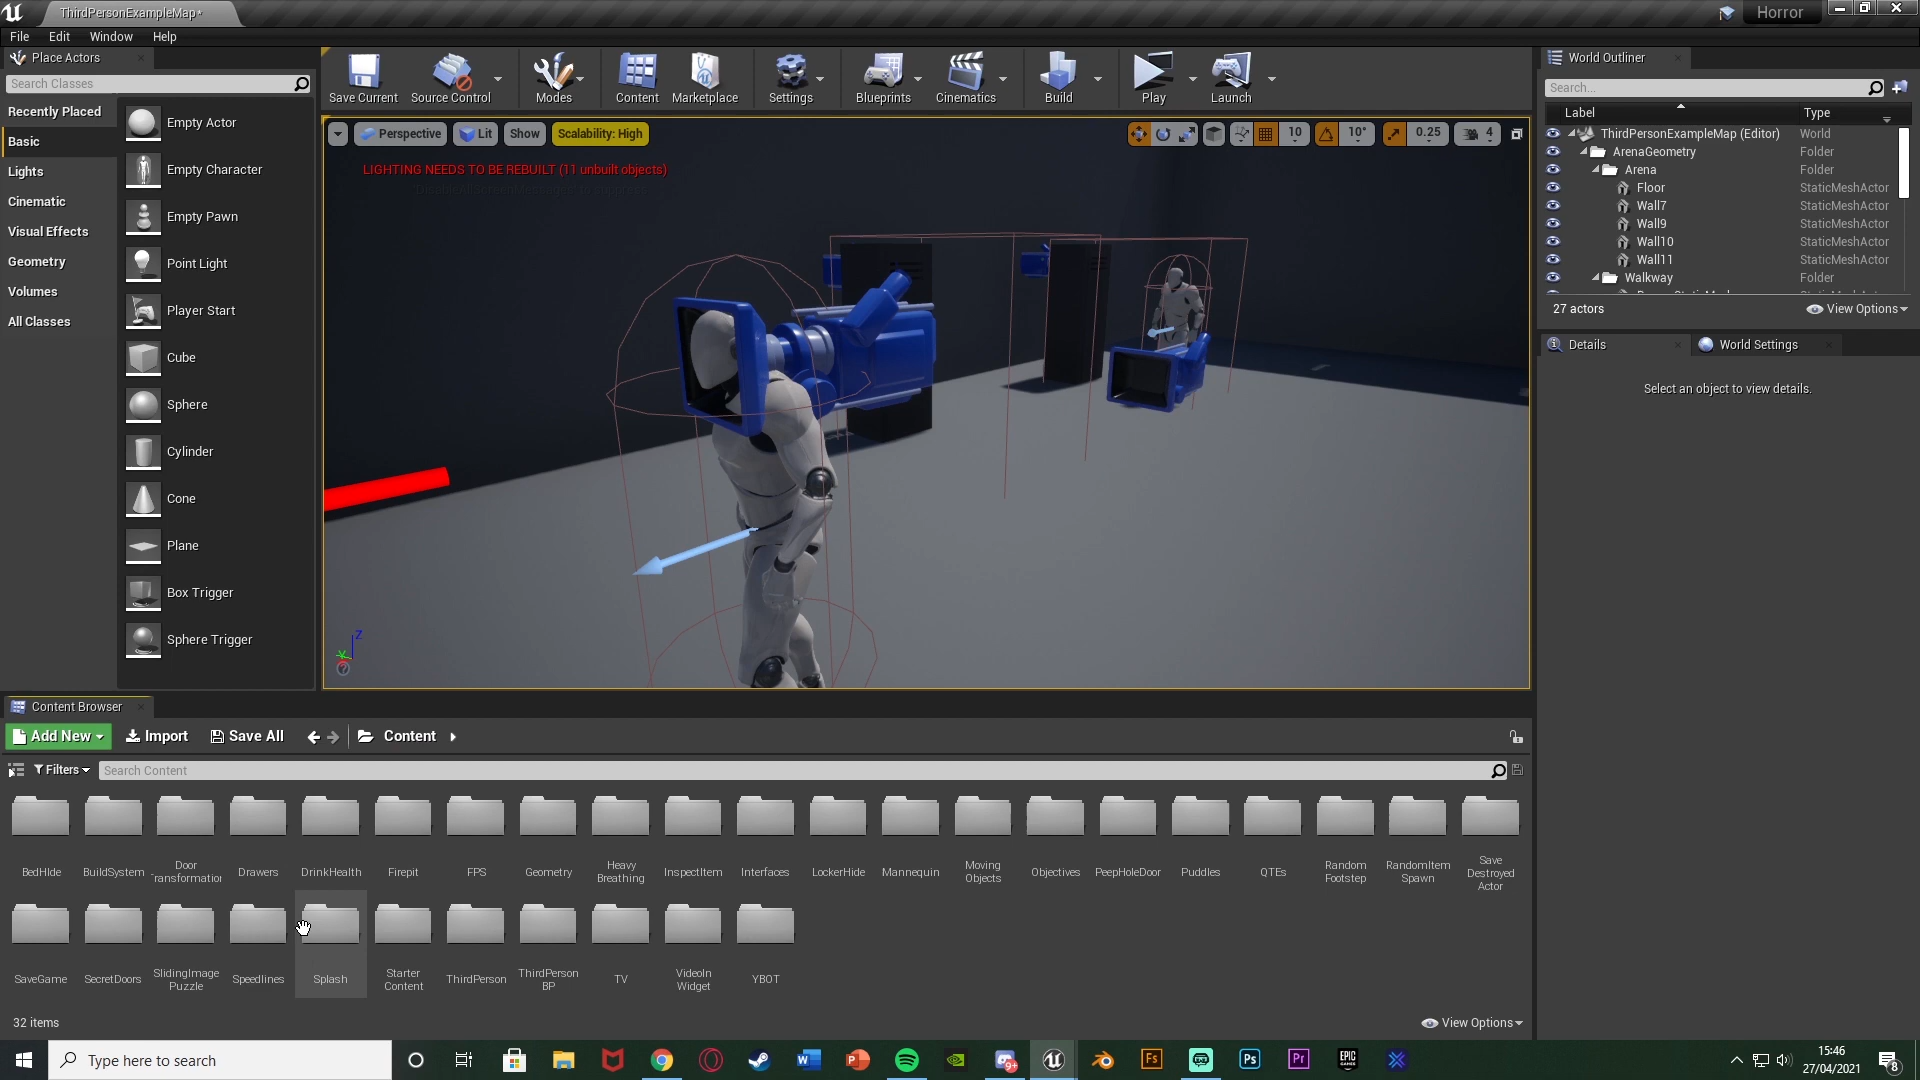 ThirdPersonExampleMap*
Horror
File Edit Window Help
Place Actors
Search Classes
Recently Placed
Basic
Lights
Cinematic
Visual Effects
Geometry
Volumes
All Classes
Empty Actor
Empty Character
Empty Pawn
Point Light
Player Start
Cube
Sphere
Cylinder
Cone
Plane
Box Trigger
Sphere Trigger
Save Current Source Control Modes Content Marketplace Settings Blueprints Cinematics Build Play Launch
Perspective Lit Show Scalability: High
10 10° 0.25 4
LIGHTING NEEDS TO BE REBUILT (11 unbuilt objects)
Z
World Outliner
Search...
Label Type
ThirdPersonExampleMap (Editor) World
ArenaGeometry Folder
Arena Folder
Floor StaticMeshActor
Wall7 StaticMeshActor
Wall9 StaticMeshActor
Wall10 StaticMeshActor
Wall11 StaticMeshActor
Walkway Folder
27 actors View Options
Details World Settings
Select an object to view details.
Content Browser
Add New Import Save All Content
Filters Search Content
BedHIde BuildSystem Door
rransformation Drawers DrinkHealth Firepit FPS Geometry Heavy
Breathing InspectItem Interfaces LockerHide Mannequin Moving
Objects Objectives PeepHoleDoor Puddles QTEs Random
Footstep RandomItem
Spawn Save
Destroyed
Actor
SaveGame SecretDoors SlidingImage
Puzzle Speedlines Splash Starter
Content ThirdPerson ThirdPerson
BP TV VideoIn
Widget YBOT
32 items View Options
Type here to search
15:46
27/04/2021